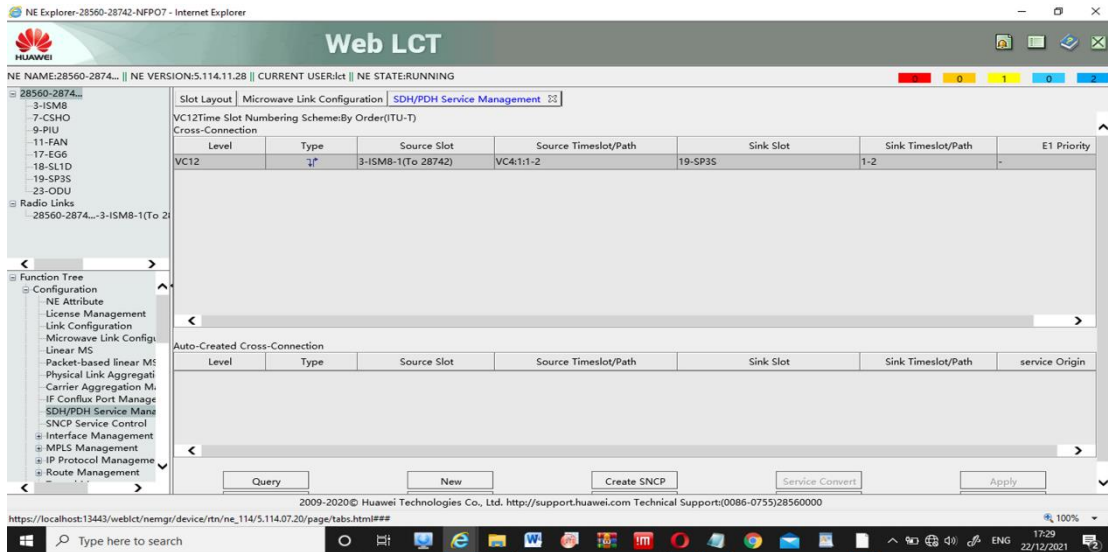 NE Explorer-28560-28742-NFPO7 - Internet Explorer
HUAWEI
Web LCT
NE NAME:28560-2874... || NE VERSION:5.114.11.28 || CURRENT USER:lct || NE STATE:RUNNING
0 0 1 0 2
28560-2874...
3-ISM8
7-CSHO
9-PIU
11-FAN
17-EG6
18-SL1D
19-SP3S
23-ODU
Radio Links
28560-2874...-3-ISM8-1(To 28
Function Tree
Configuration
NE Attribute
License Management
Link Configuration
Microwave Link Configu
Linear MS
Packet-based linear MS
Physical Link Aggregati
Carrier Aggregation Ma
IF Conflux Port Manage
SDH/PDH Service Mana
SNCP Service Control
Interface Management
MPLS Management
IP Protocol Manageme
Route Management
Slot Layout Microwave Link Configuration SDH/PDH Service Management
VC12Time Slot Numbering Scheme:By Order(ITU-T)
Cross-Connection
Level Type Source Slot Source Timeslot/Path Sink Slot Sink Timeslot/Path E1 Priority
VC12 3-ISM8-1(To 28742) VC4:1:1-2 19-SP3S 1-2 -
Auto-Created Cross-Connection
Level Type Source Slot Source Timeslot/Path Sink Slot Sink Timeslot/Path service Origin
Query New Create SNCP Service Convert Apply
2009-2020© Huawei Technologies Co., Ltd. http://support.huawei.com Technical Support:(0086-0755)28560000
https://localhost:13443/weblct/nemgr/device/rtn/ne_114/5.114.07.20/page/tabs.html###
100%
Type here to search
ENG
17:29
22/12/2021